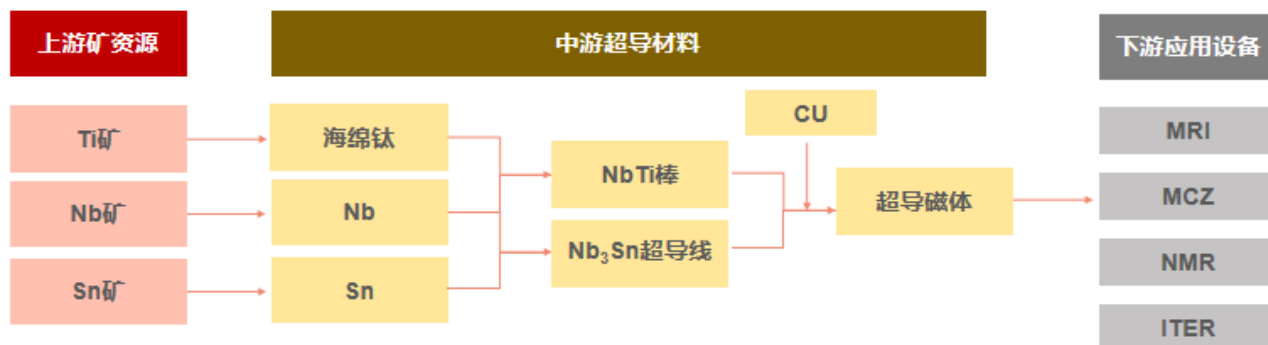 上游矿资源
中游超导材料
下游应用设备
Ti矿
海绵钛
CU
MRI
NbTi棒
Nb矿
Nb
超导磁体
MCZ
Nb₃Sn超导线
NMR
Sn矿
Sn
ITER